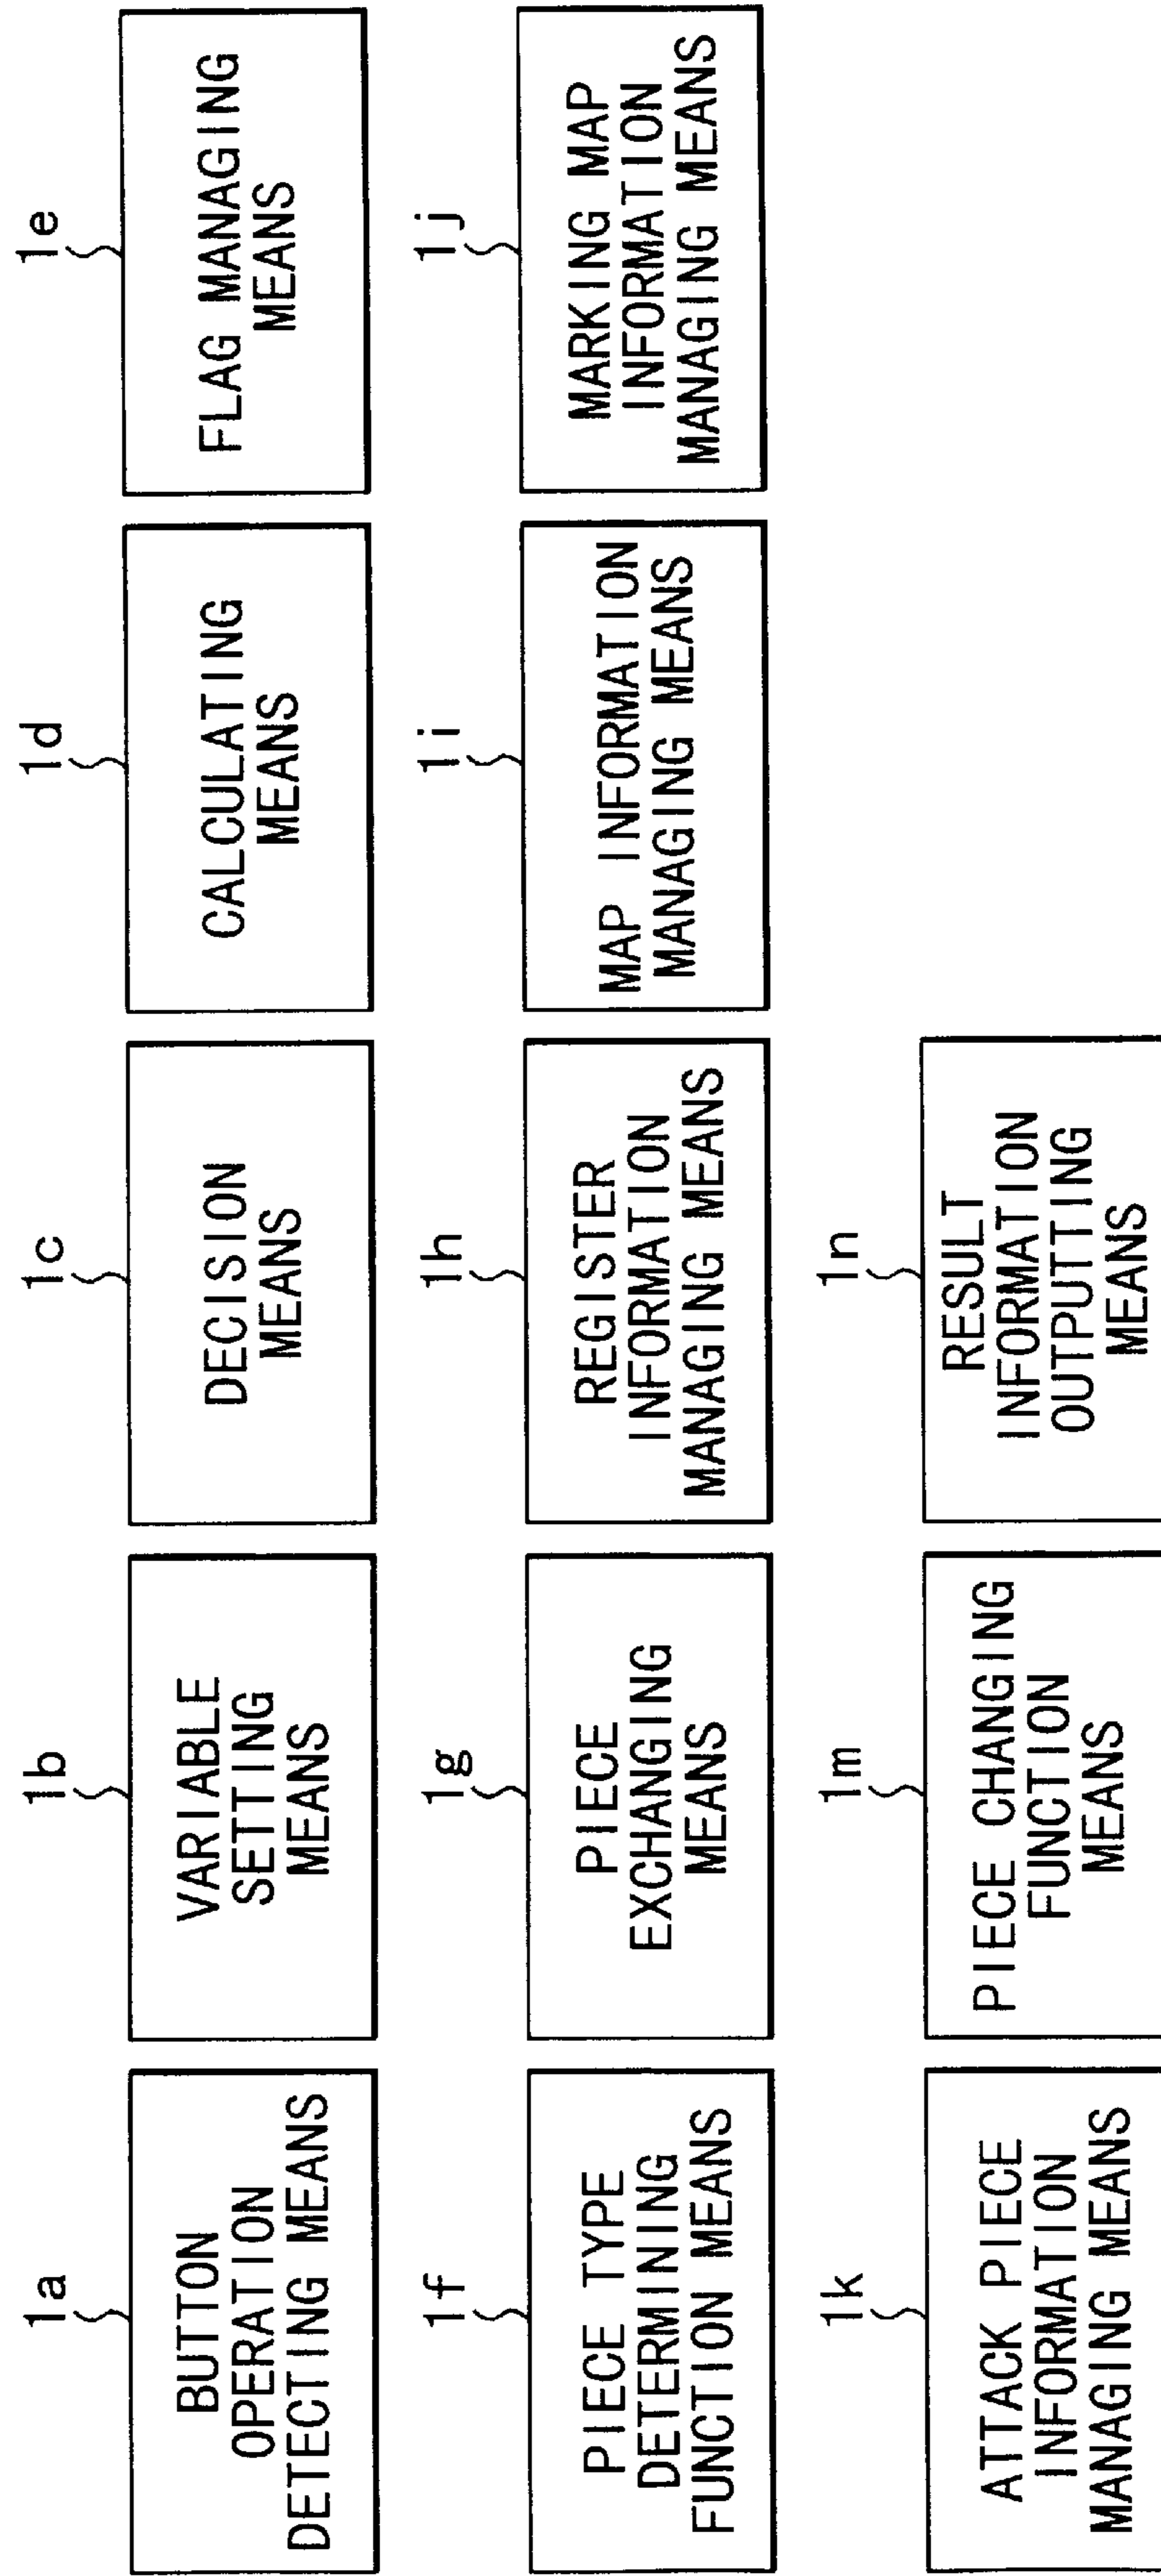 1a
BUTTON
OPERATION
DETECTING MEANS
1b
VARIABLE
SETTING
MEANS
1c
DECISION
MEANS
1d
CALCULATING
MEANS
1e
FLAG MANAGING
MEANS
1f
PIECE TYPE
DETERMINING
FUNCTION MEANS
1g
PIECE
EXCHANGING
MEANS
1h
REGISTER
INFORMATION
MANAGING MEANS
1i
MAP INFORMATION
MANAGING MEANS
1j
MARKING MAP
INFORMATION
MANAGING MEANS
1k
ATTACK PIECE
INFORMATION
MANAGING MEANS
1m
PIECE CHANGING
FUNCTION
MEANS
1n
RESULT
INFORMATION
OUTPUTTING
MEANS